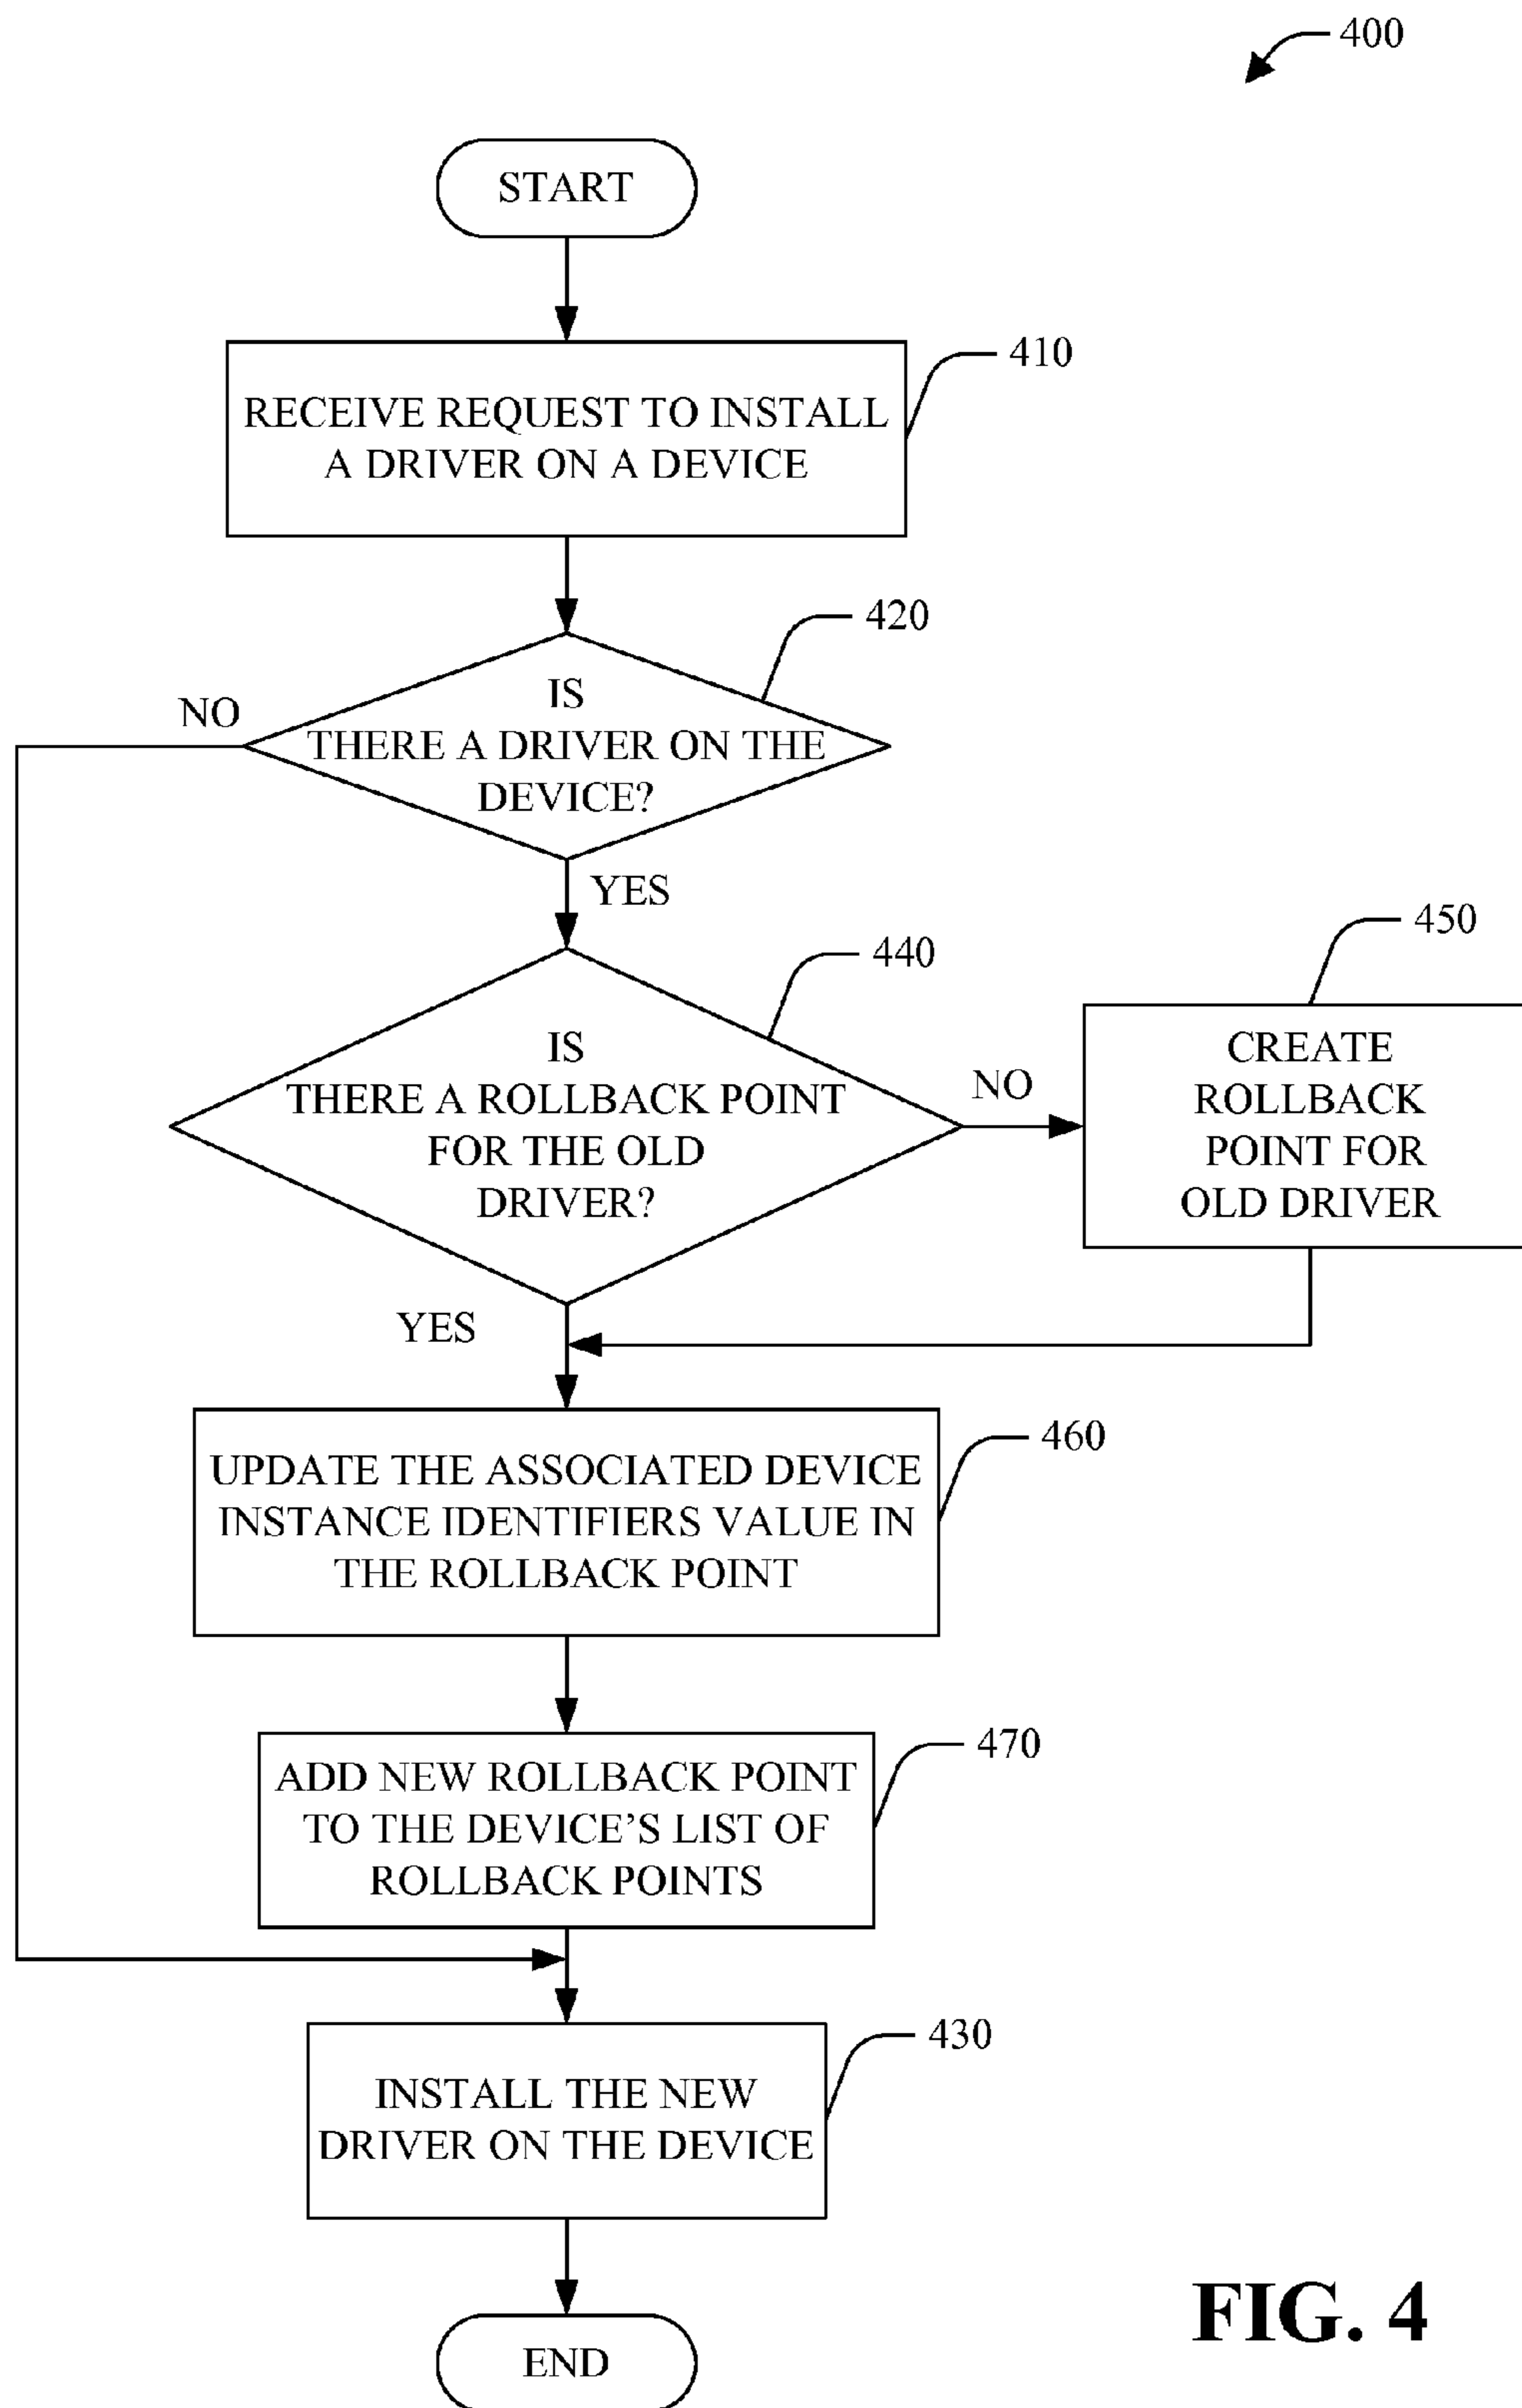 400
START
410
RECEIVE REQUEST TO INSTALL
A DRIVER ON A DEVICE
420
NO
IS
THERE A DRIVER ON THE
DEVICE?
YES
440
450
IS
THERE A ROLLBACK POINT
FOR THE OLD
DRIVER?
NO
CREATE
ROLLBACK
POINT FOR
OLD DRIVER
YES
460
UPDATE THE ASSOCIATED DEVICE
INSTANCE IDENTIFIERS VALUE IN
THE ROLLBACK POINT
470
ADD NEW ROLLBACK POINT
TO THE DEVICE’S LIST OF
ROLLBACK POINTS
430
INSTALL THE NEW
DRIVER ON THE DEVICE
END
FIG. 4